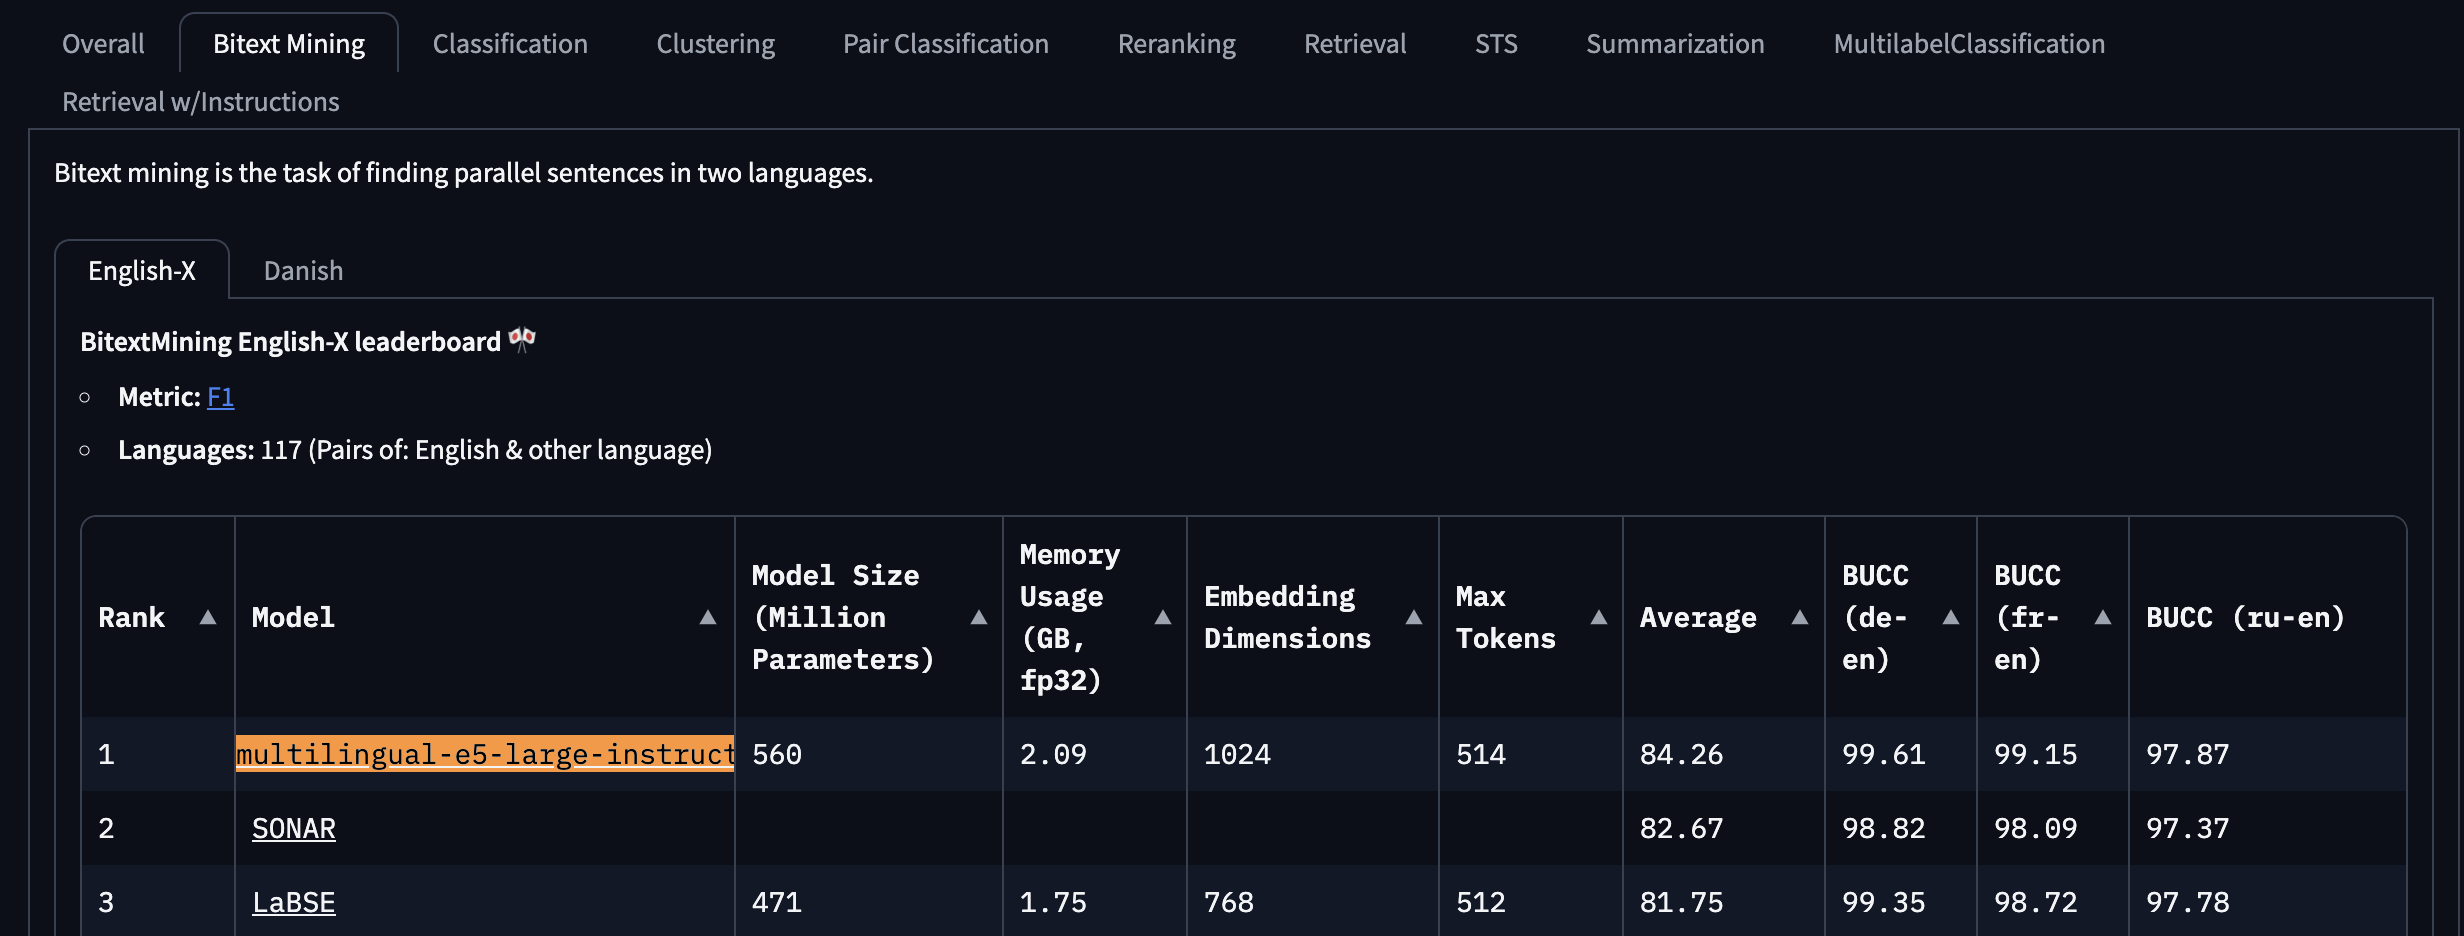 Overall Bitext Mining Classification Clustering Pair Classification Reranking Retrieval STS Summarization MultilabelClassification
Retrieval w/Instructions
Bitext mining is the task of finding parallel sentences in two languages.
English-X Danish
BitextMining English-X leaderboard 🎌
Metric: F1
Languages: 117 (Pairs of: English & other language)
Rank Model Model Size (Million Parameters) Memory Usage (GB, fp32) Embedding Dimensions Max Tokens Average BUCC (de-en) BUCC (fr-en) BUCC (ru-en)
1 multilingual-e5-large-instruct 560 2.09 1024 514 84.26 99.61 99.15 97.87
2 SONAR 82.67 98.82 98.09 97.37
3 LaBSE 471 1.75 768 512 81.75 99.35 98.72 97.78